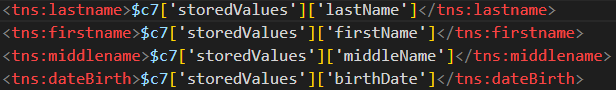 <tns:lastname>$c7['storedValues']['lastName']</tns:lastname>
<tns:firstname>$c7['storedValues']['firstName']</tns:firstname>
<tns:middlename>$c7['storedValues']['middleName']</tns:middlename>
<tns:dateBirth>$c7['storedValues']['birthDate']</tns:dateBirth>